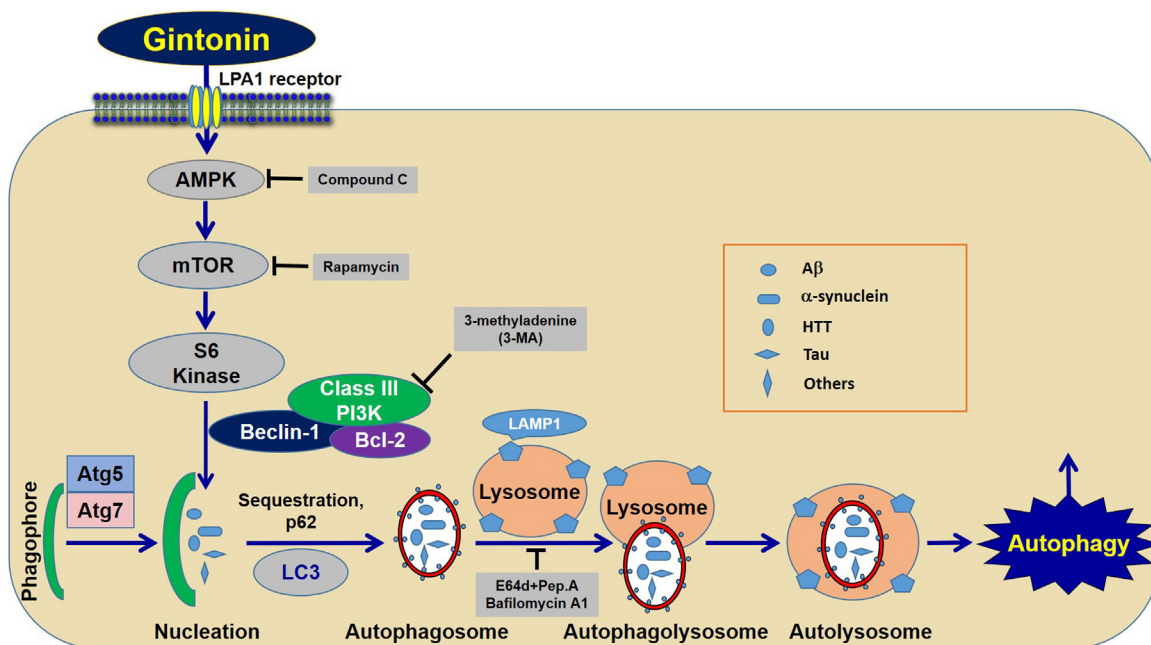 Gintonin
LPA1 receptor
AMPK
Compound C
mTOR
Rapamycin
S6
Kinase
3-methyladenine
(3-MA)
Class III
PI3K
Beclin-1
Bcl-2
Aβ
α-synuclein
HTT
Tau
Others
Phagophore
Atg5
Atg7
Sequestration,
p62
LC3
LAMP1
Lysosome
Lysosome
E64d+Pep.A
Bafilomycin A1
Autophagy
Nucleation
Autophagosome
Autophagolysosome
Autolysosome